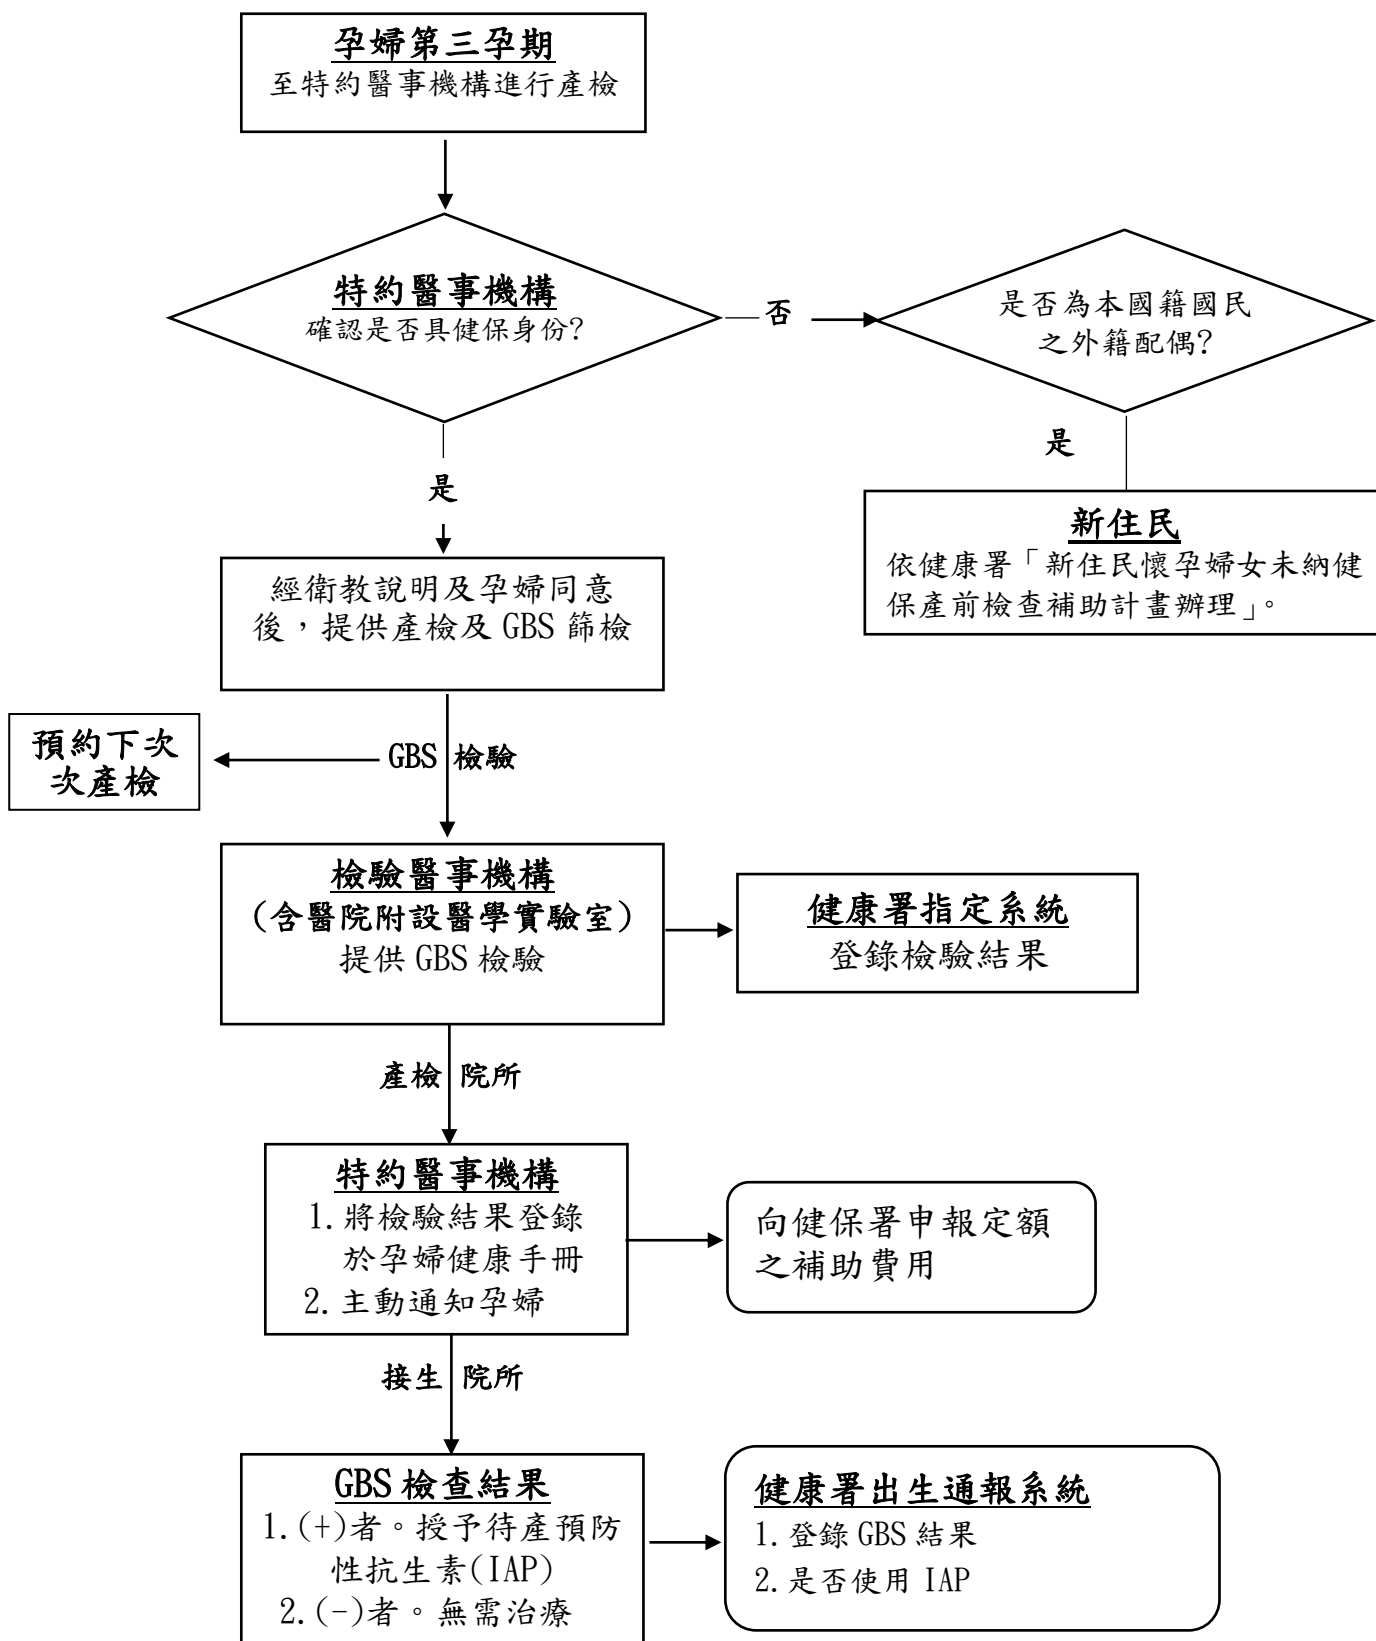 孕婦第三孕期
至特約醫事機構進行產檢
特約醫事機構
確認是否具健保身份?
否
是否為本國籍國民
之外籍配偶?
是
是
新住民
依健康署「新住民懷孕婦女未納健
保產前檢查補助計畫辦理」。
經衛教說明及孕婦同意
後，提供產檢及 GBS 篩檢
預約下次
次產檢
GBS 檢驗
檢驗醫事機構
(含醫院附設醫學實驗室)
提供 GBS 檢驗
健康署指定系統
登錄檢驗結果
產檢 院所
特約醫事機構
1. 將檢驗結果登錄
於孕婦健康手冊
2. 主動通知孕婦
向健保署申報定額
之補助費用
接生 院所
GBS 檢查結果
1. (+)者。授予待產預防
性抗生素(IAP)
2. (-)者。無需治療
健康署出生通報系統
1. 登錄 GBS 結果
2. 是否使用 IAP